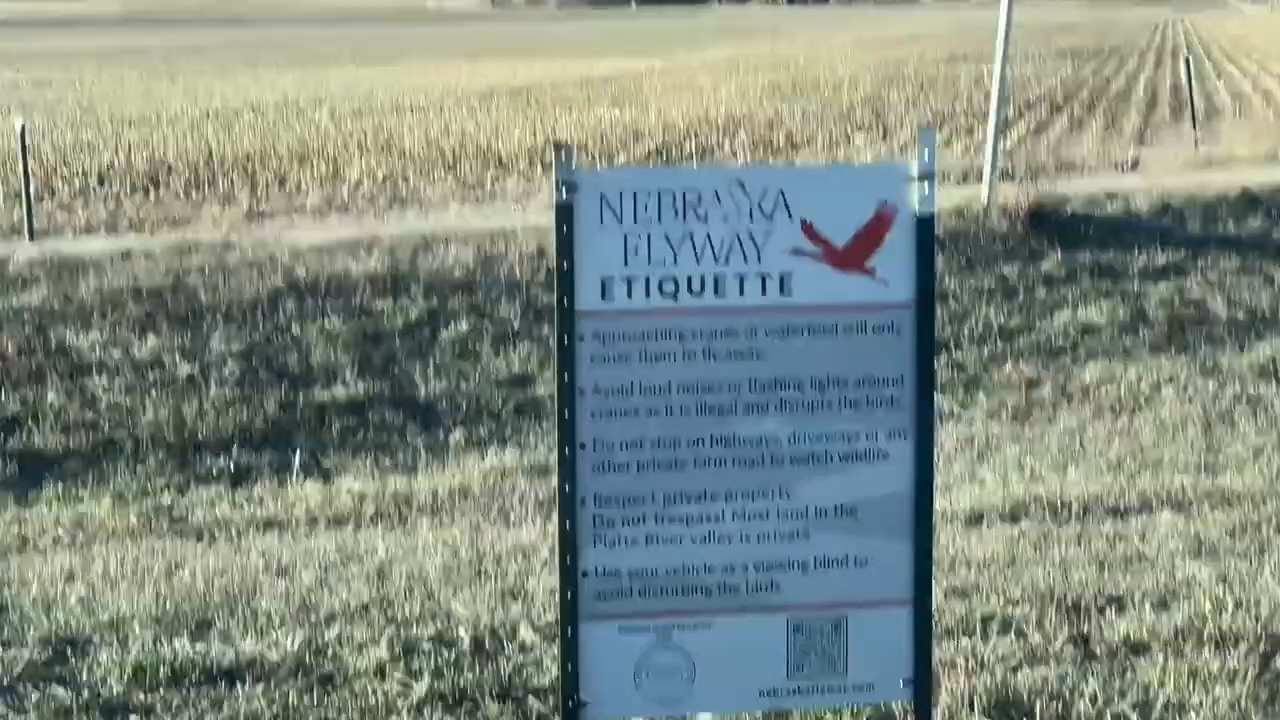 NEBRASKA
FLYWAY
ETIQUETTE
• Approaching cranes or waterfowl will only
cause them to fly away.
• Avoid loud noises or flashing lights around
cranes as it is illegal and disrupts the birds.
• Do not stop on highways, driveways or any
other private farm road to watch wildlife.
• Respect private property.
Do not trespass! Most land in the
Platte River valley is private.
• Use your vehicle as a viewing blind to
avoid disturbing the birds.
nebraskaflyway.com